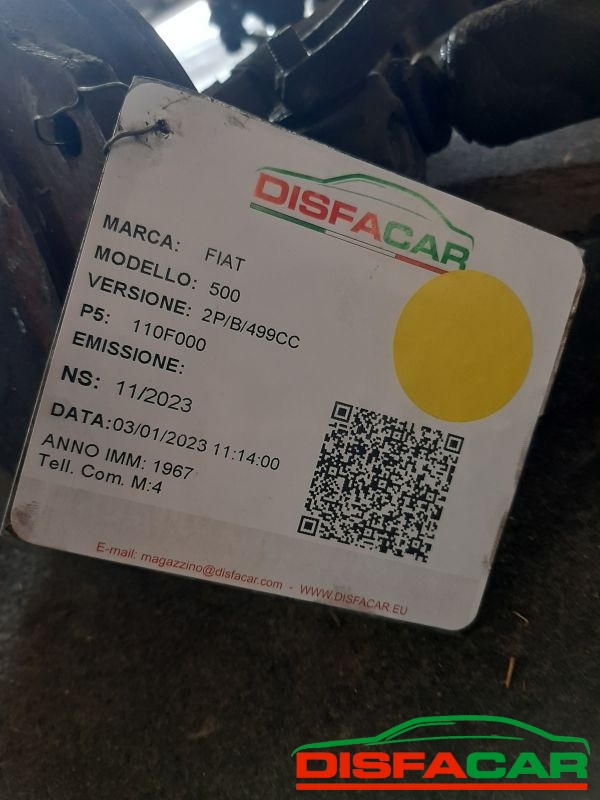 DISFACAR
MARCA: FIAT
MODELLO: 500
VERSIONE: 2P/B/499CC
P5: 110F000
EMISSIONE:
NS: 11/2023
DATA:03/01/2023 11:14:00
ANNO IMM: 1967
Tell. Com. M:4
E-mail: magazzino@disfacar.com - WWW.DISFACAR.EU
DISFACAR